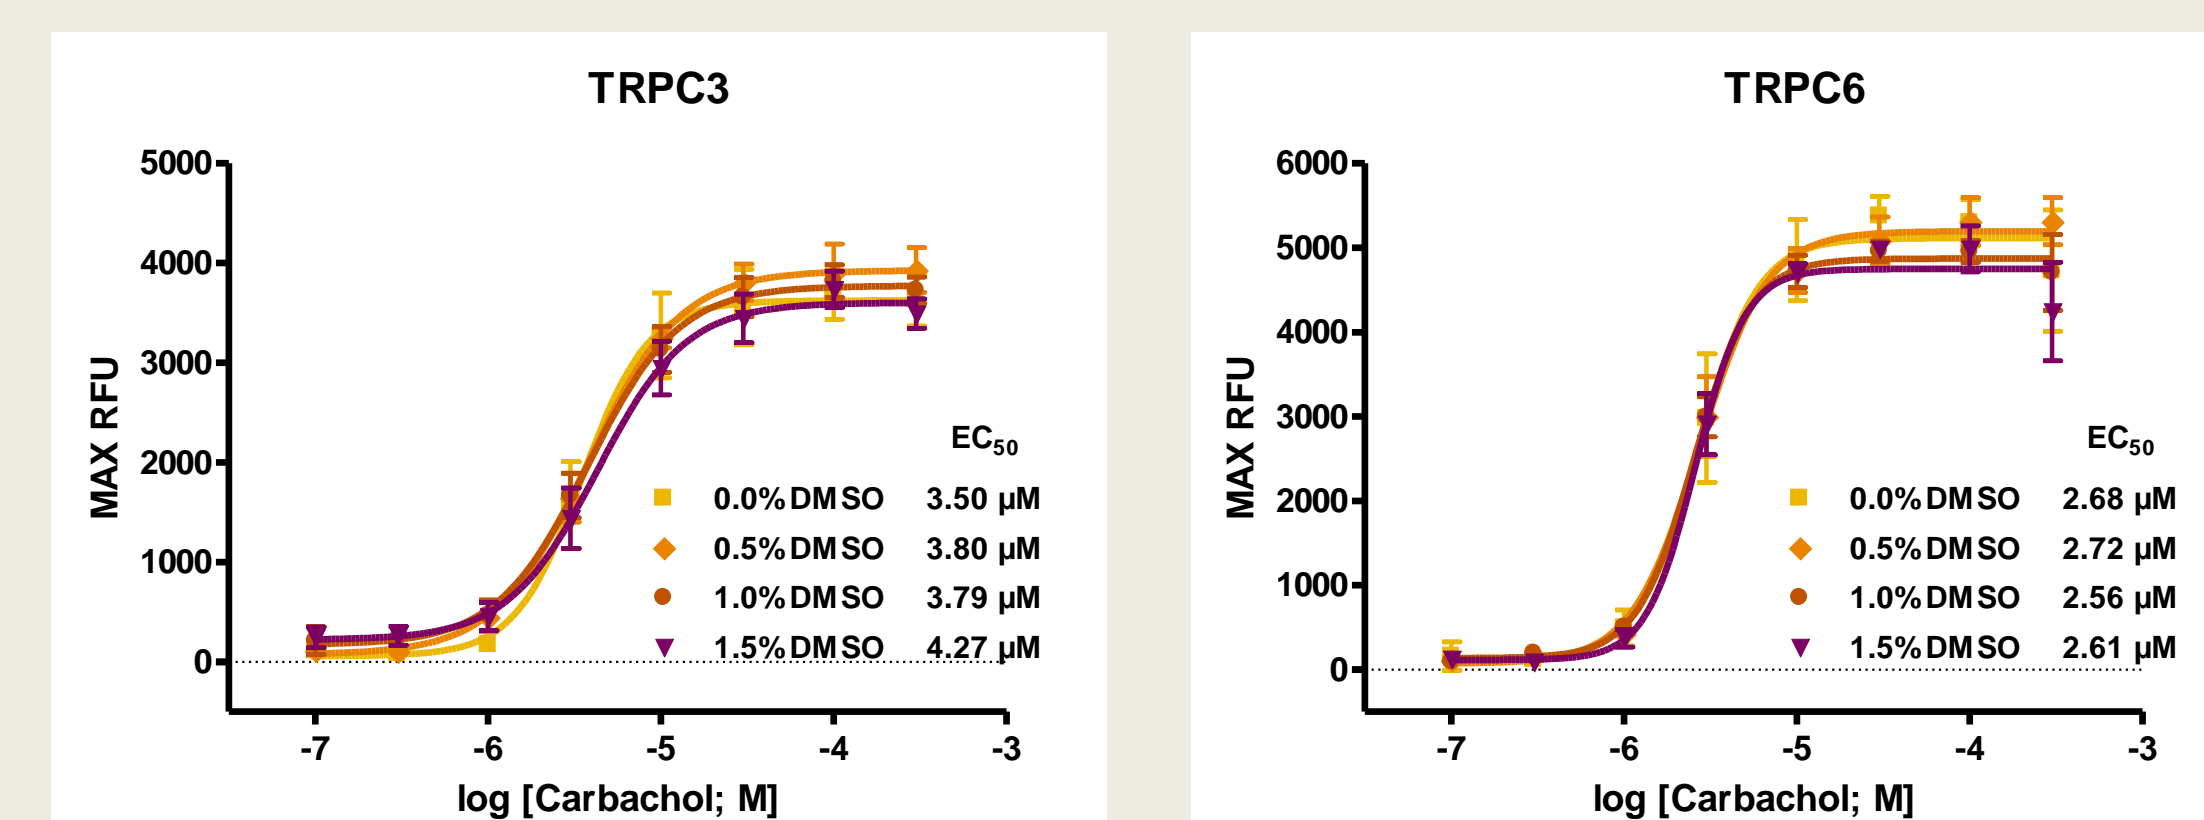 TRPC3
5000
4000
3000
2000
1000
0
MAX RFU
EC50
0.0% DMSO 3.50 µM
0.5% DMSO 3.80 µM
1.0% DMSO 3.79 µM
1.5% DMSO 4.27 µM
-7 -6 -5 -4 -3
log [Carbachol; M]
TRPC6
6000
5000
4000
3000
2000
1000
0
MAX RFU
EC50
0.0% DMSO 2.68 µM
0.5% DMSO 2.72 µM
1.0% DMSO 2.56 µM
1.5% DMSO 2.61 µM
-7 -6 -5 -4 -3
log [Carbachol; M]